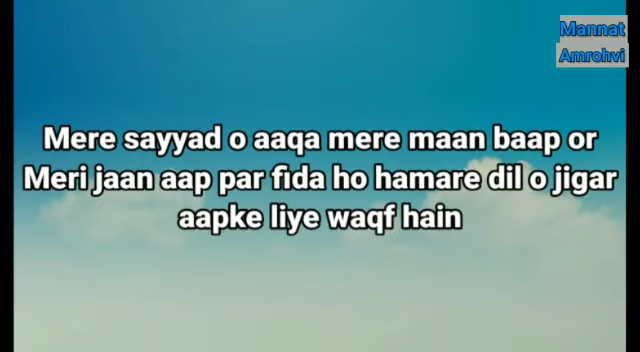 Mannat
Amrohvi
Mere sayyad o aaqa mere maan baap or
Meri jaan aap par fida ho hamare dil o jigar
aapke liye waqf hain